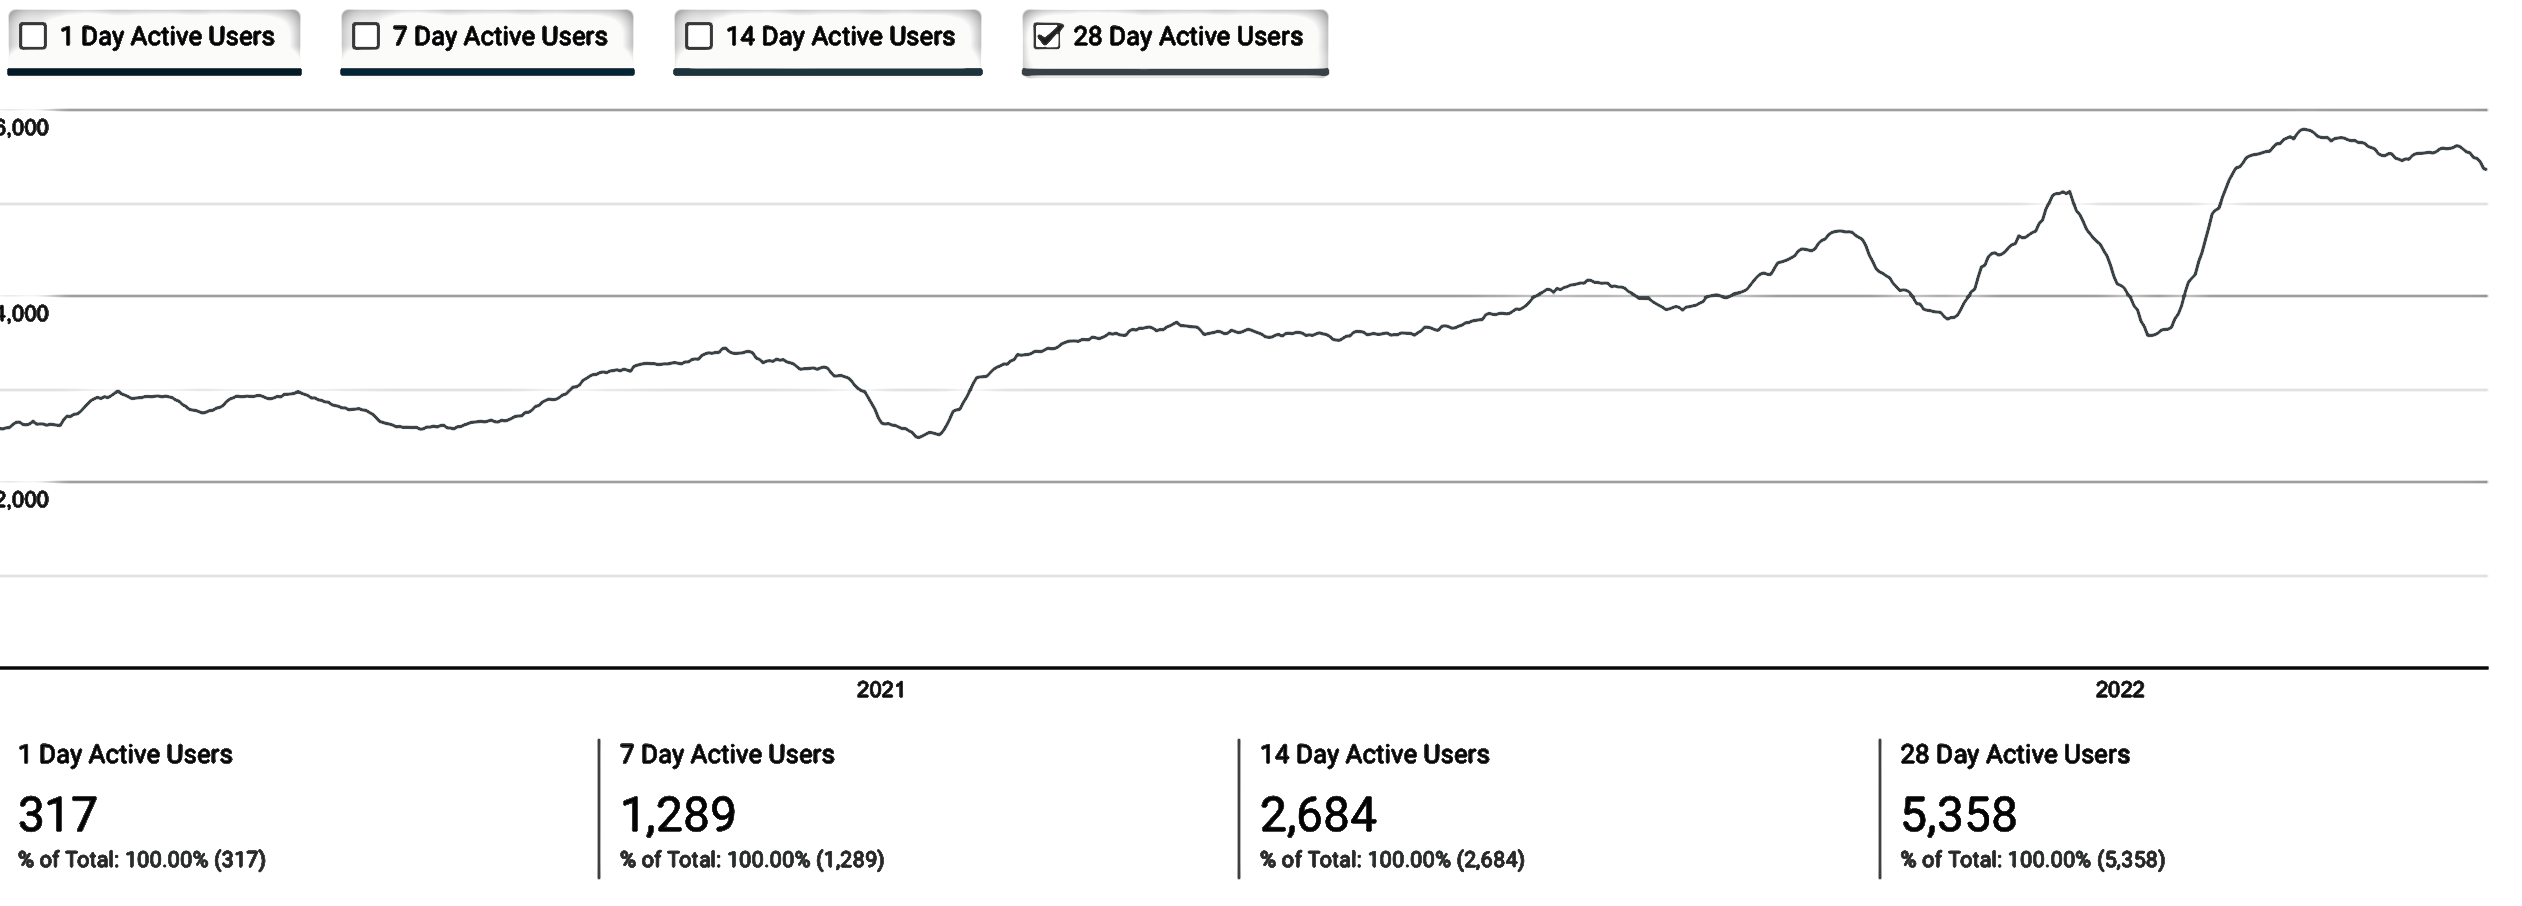 1 Day Active Users
7 Day Active Users
14 Day Active Users
28 Day Active Users
6,000
4,000
2,000
2021
2022
1 Day Active Users
317
% of Total: 100.00% (317)
7 Day Active Users
1,289
% of Total: 100.00% (1,289)
14 Day Active Users
2,684
% of Total: 100.00% (2,684)
28 Day Active Users
5,358
% of Total: 100.00% (5,358)